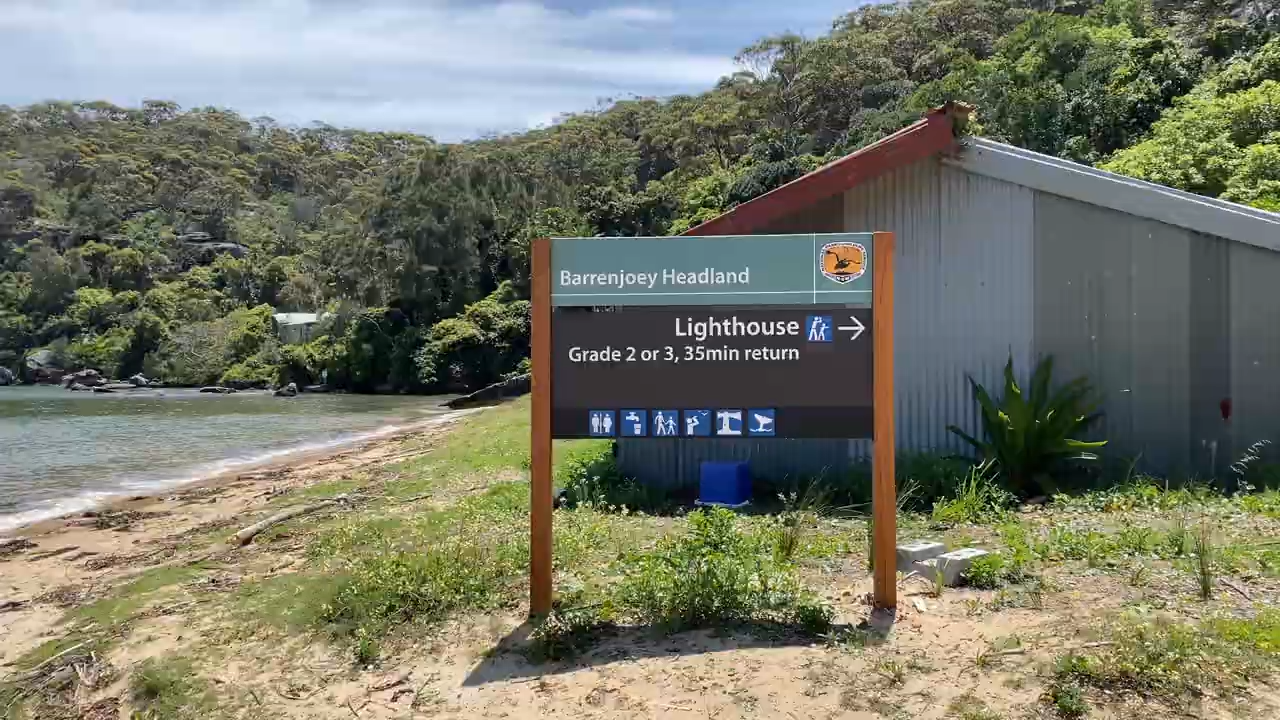 Barrenjoey Headland
Lighthouse
Grade 2 or 3, 35min return